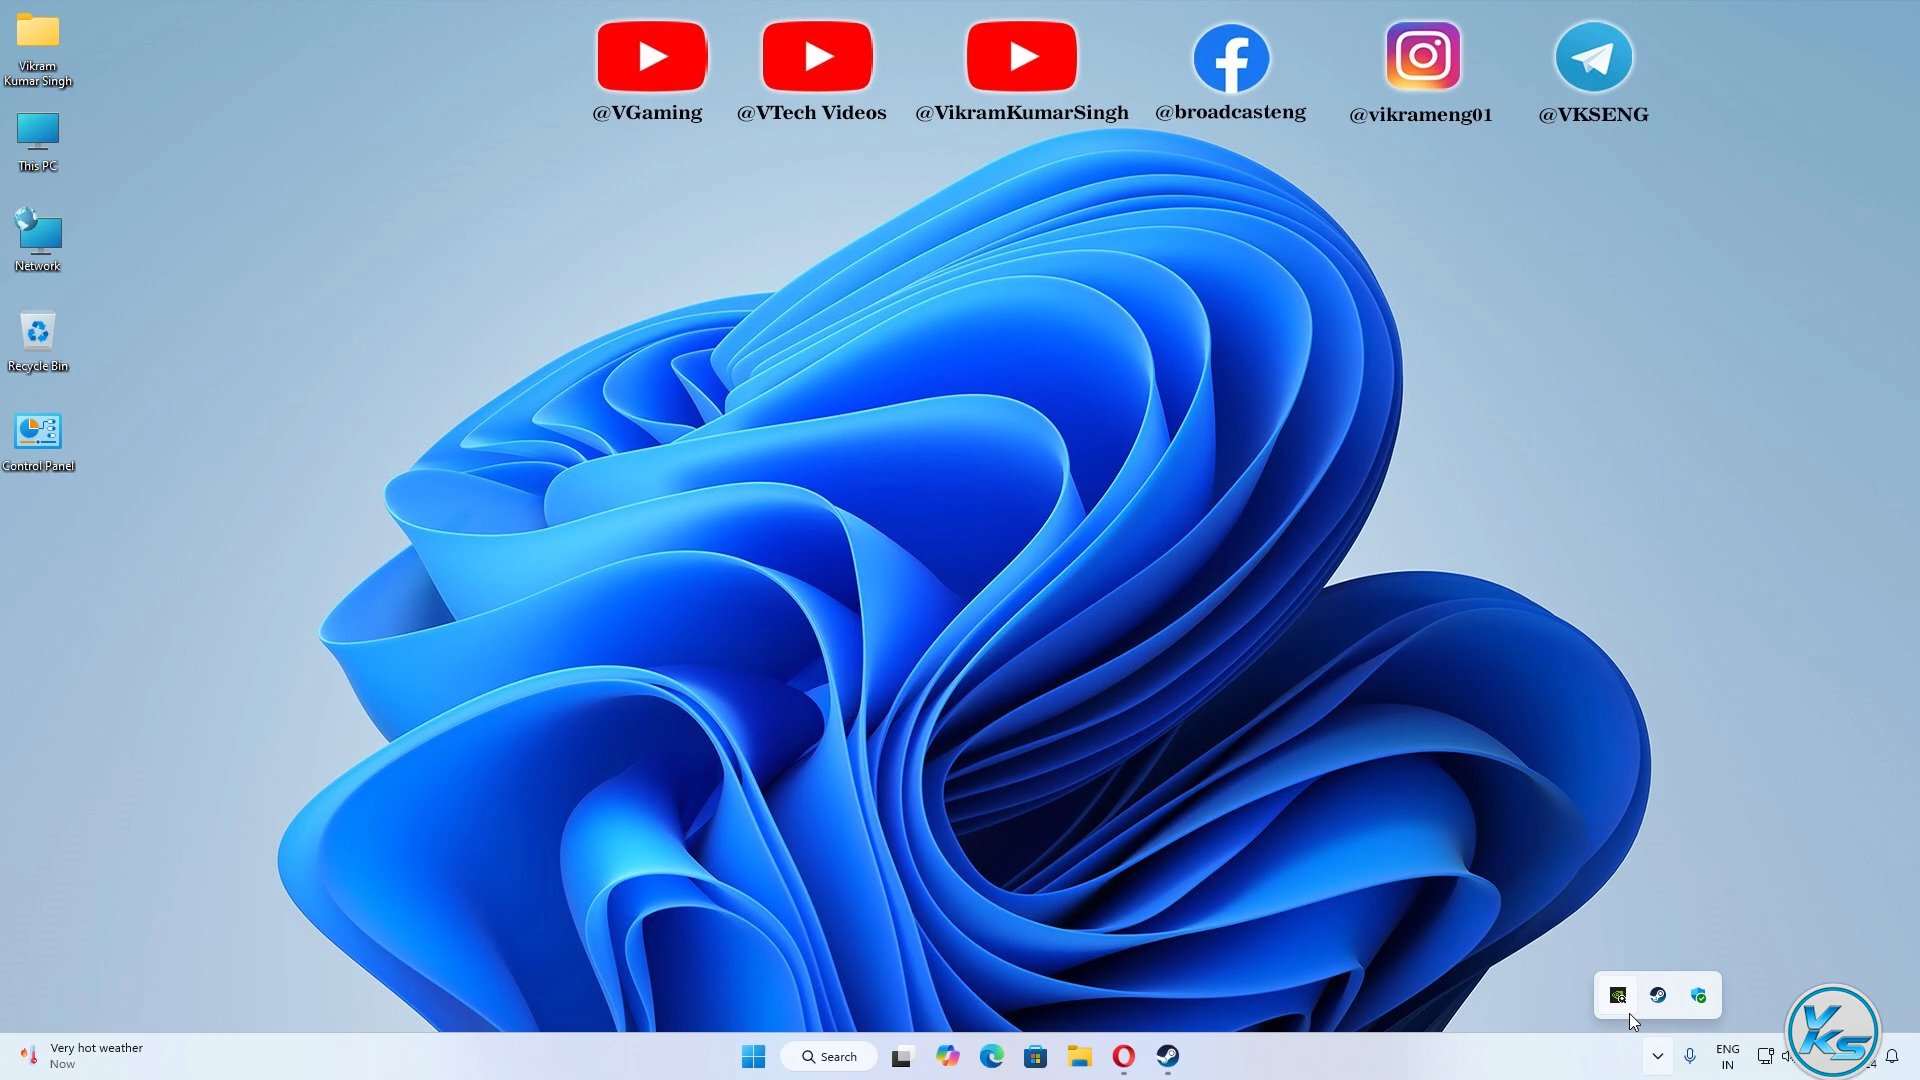 @VGaming
@VTech Videos
@VikramKumarSingh
@broadcasteng
@vikrameng01
@VKSENG
Vikram
Kumar Singh
This PC
Network
Recycle Bin
Control Panel
Very hot weather
Now
Search
ENG
IN
VKS